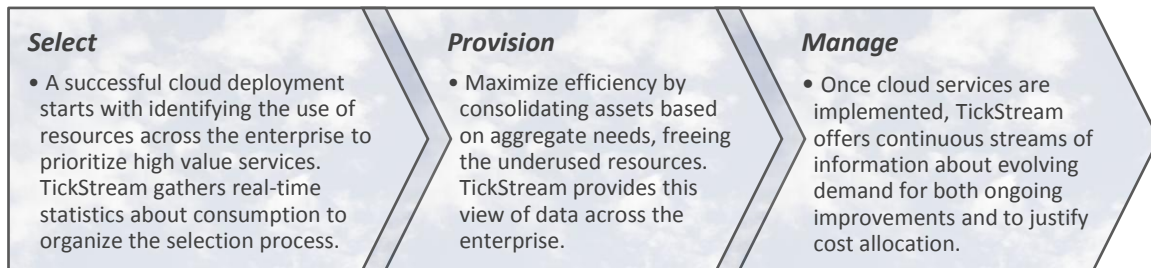 Select
• A successful cloud deployment
starts with identifying the use of
resources across the enterprise to
prioritize high value services.
TickStream gathers real-time
statistics about consumption to
organize the selection process.
Provision
• Maximize efficiency by
consolidating assets based
on aggregate needs, freeing
the underused resources.
TickStream provides this
view of data across the
enterprise.
Manage
• Once cloud services are
implemented, TickStream
offers continuous streams of
information about evolving
demand for both ongoing
improvements and to justify
cost allocation.